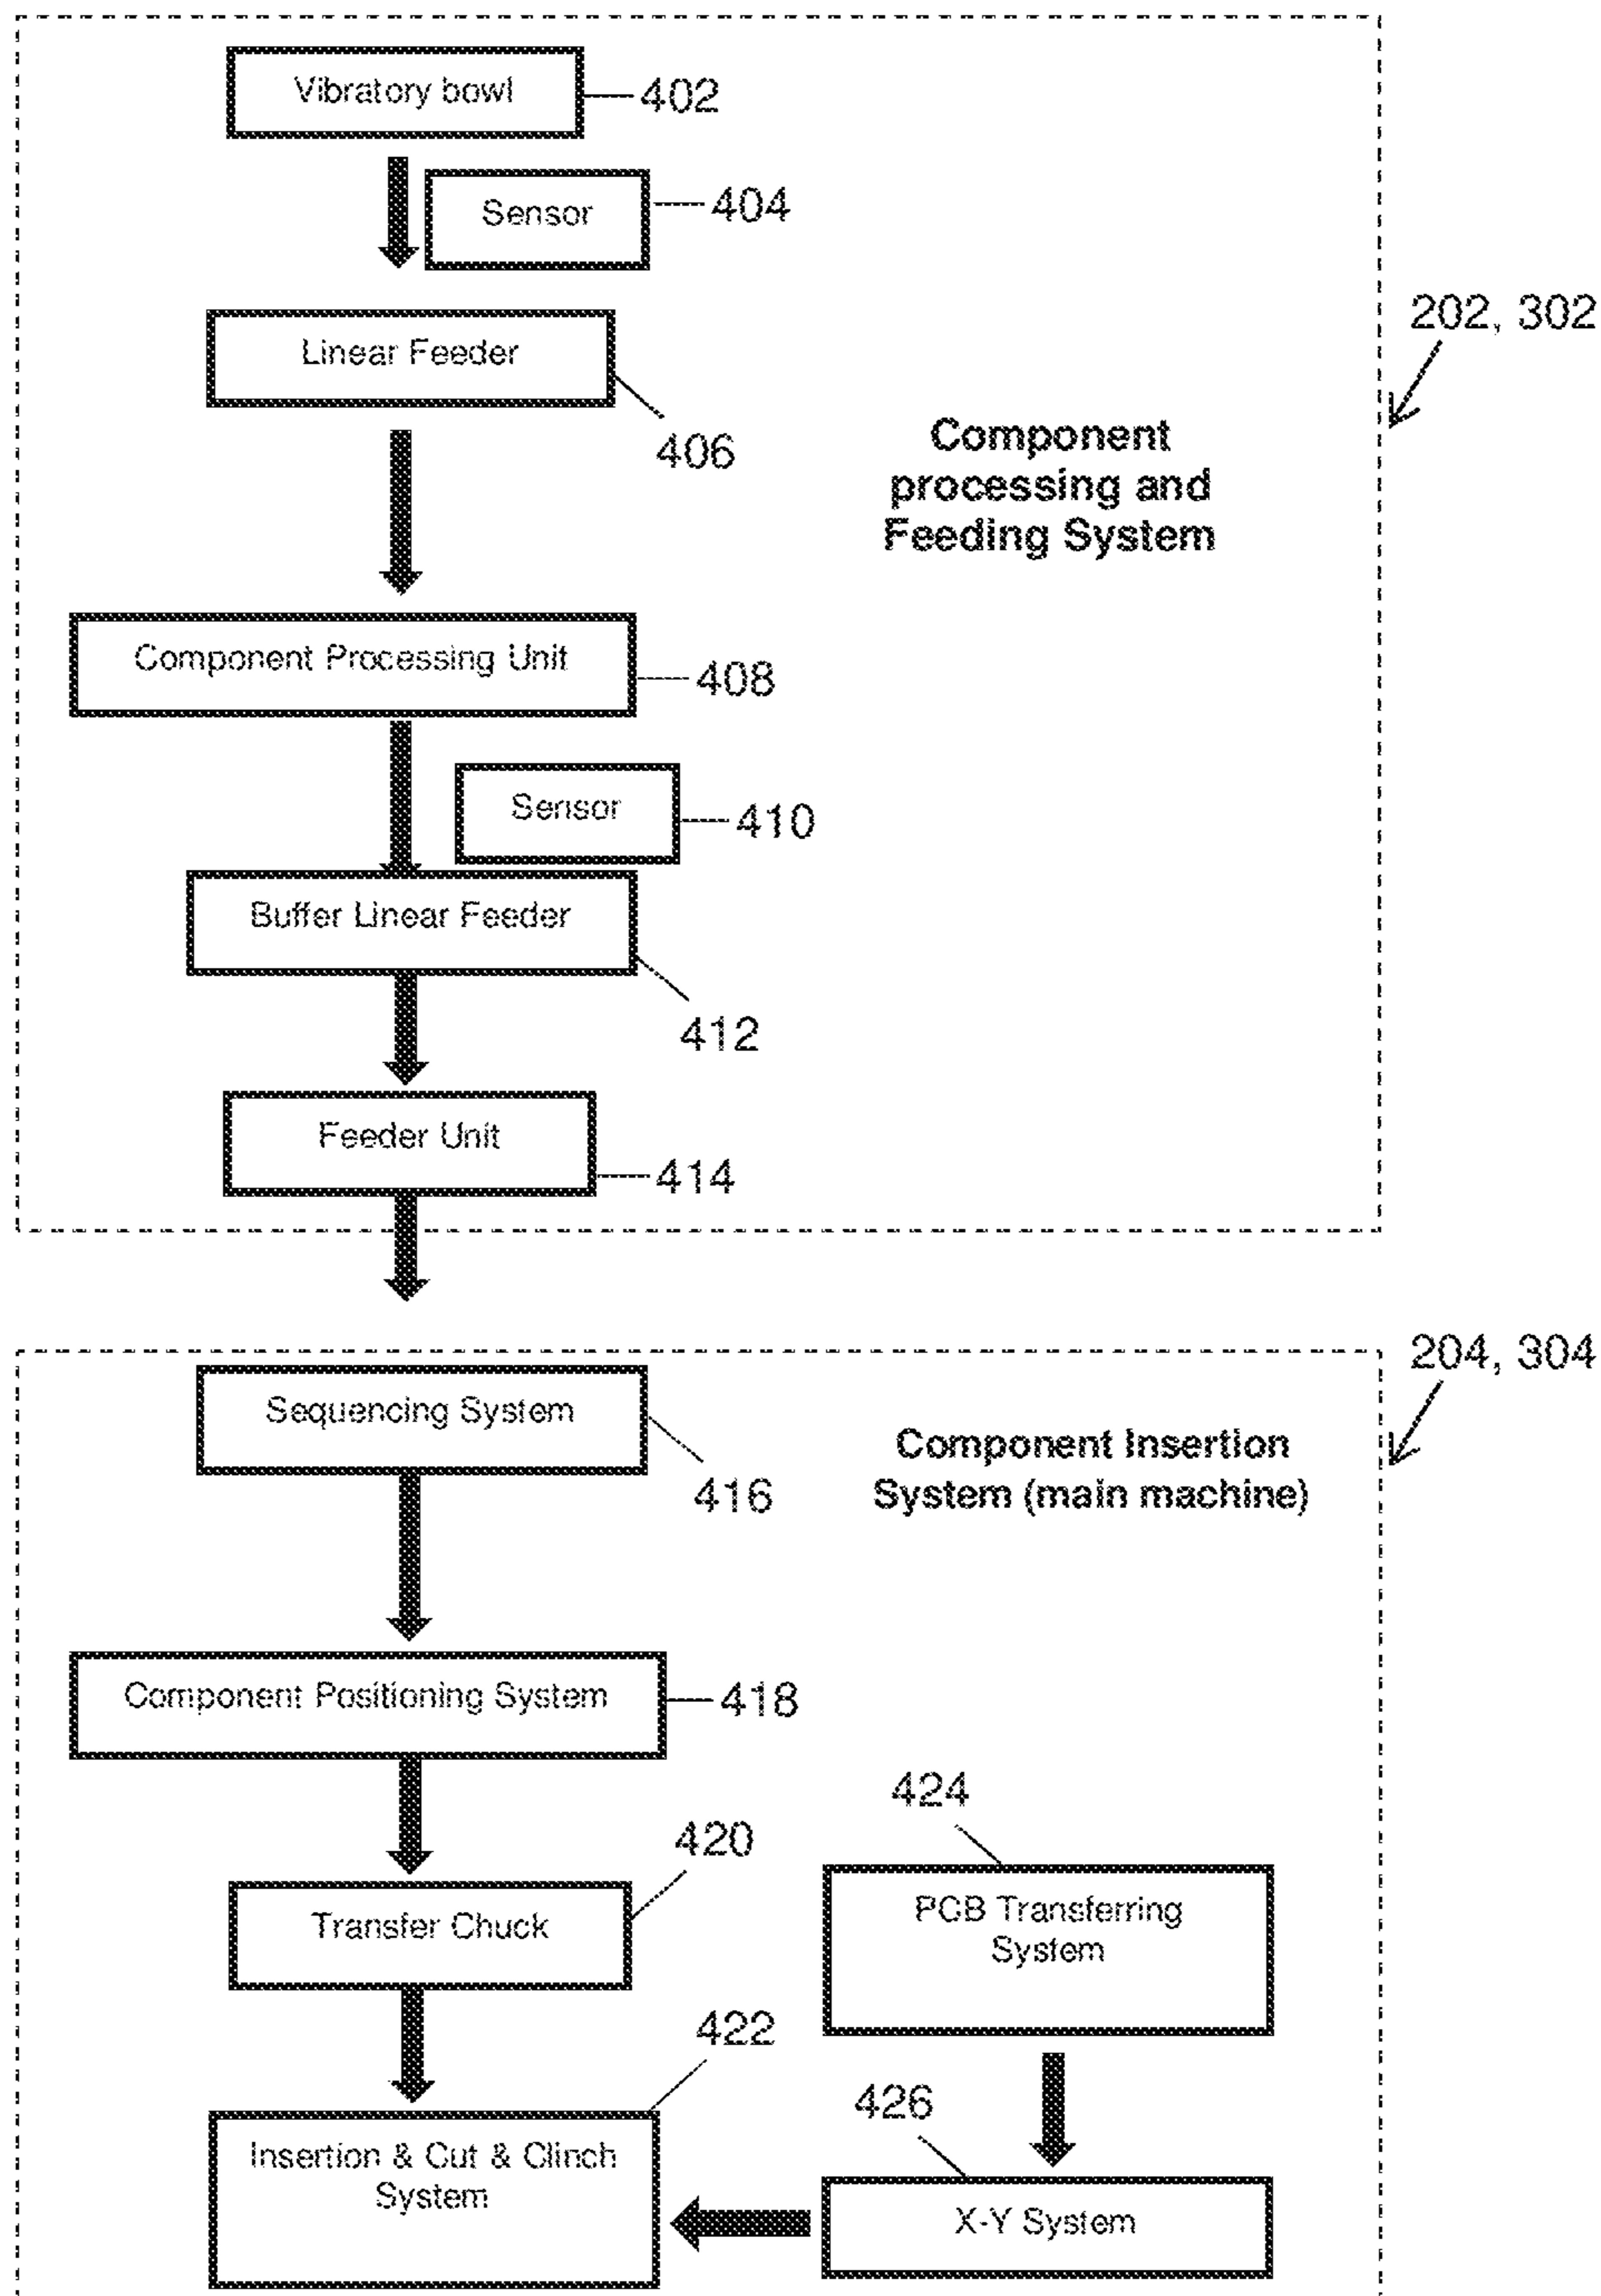 Vibratory bowl
402
Sensor
404
Linear Feeder
406
202, 302
Component
processing and
Feeding System
Component Processing Unit
408
Sensor
410
Buffer Linear Feeder
412
Feeder Unit
414
204, 304
Sequencing System
416
Component Insertion
System (main machine)
Component Positioning System
418
Transfer Chuck
420
424
PCB Transferring
System
422
Insertion & Cut & Clinch
System
426
X-Y System